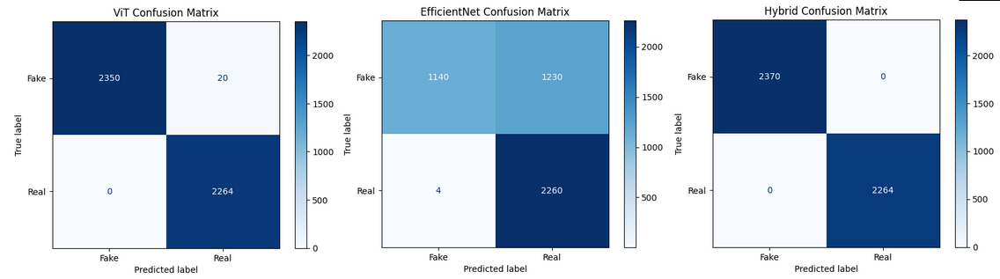 ViT Confusion Matrix
Fake
Real
True label
2350
20
0
2264
Fake
Real
Predicted label
2000
1500
1000
500
0
EfficientNet Confusion Matrix
Fake
Real
True label
1140
1230
4
2260
Fake
Real
Predicted label
2000
1500
1000
500
Hybrid Confusion Matrix
Fake
Real
True label
2370
0
0
2264
Fake
Real
Predicted label
2000
1500
1000
500
0